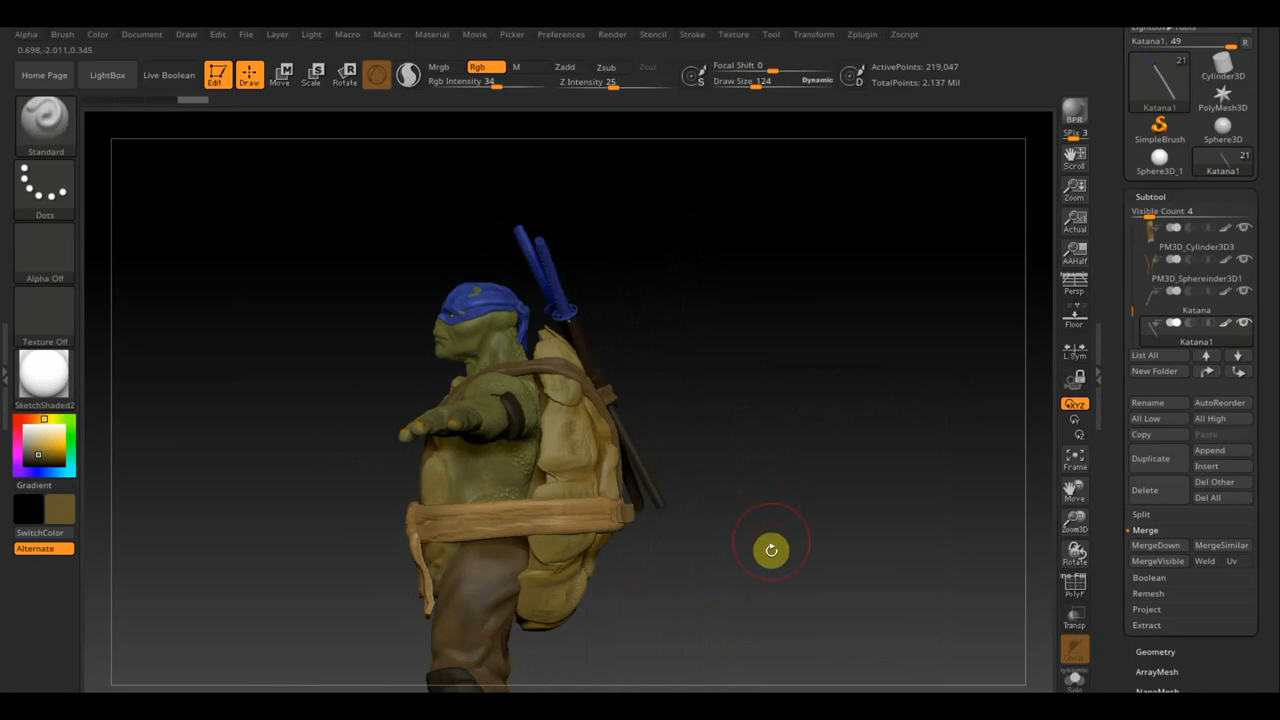 Alpha Brush Color Document Draw Edit File Layer Light Macro Marker Material Movie Picker Preferences Render Stencil Stroke Texture Tool Transform Zplugin Zscript
0.698,-2.011,0.345
Home Page
LightBox
Live Boolean
Edit
Draw
Move
Scale
Rotate
Mrgb Rgb M
Rgb Intensity 34
Zadd Zsub Zcut
Z Intensity 25
S
Focal Shift 0
Draw Size 124 Dynamic
D
ActivePoints: 219,047
TotalPoints: 2.137 Mil
Standard
Dots
Alpha Off
Texture Off
SketchShaded2
Gradient
SwitchColor
Alternate
BPR
SPix 3
Scroll
Zoom
Actual
AAHalf
Dynamic
Persp
Floor
L.Sym
XYZ
Y
Z
Frame
Move
Zoom3D
Rotate
PolyF
Transp
Solo
Katana1. 49 R
21
Katana1
Cylinder3D
PolyMesh3D
SimpleBrush
Sphere3D
Sphere3D_1
21
Katana1
Subtool
Visible Count 4
PM3D_Cylinder3D3
PM3D_Sphereinder3D1
Katana
Katana1
List All
New Folder
Rename AutoReorder
All Low All High
Copy Paste
Duplicate Append
Insert
Delete Del Other
Del All
Split
Merge
MergeDown MergeSimilar
MergeVisible Weld Uv
Boolean
Remesh
Project
Extract
Geometry
ArrayMesh